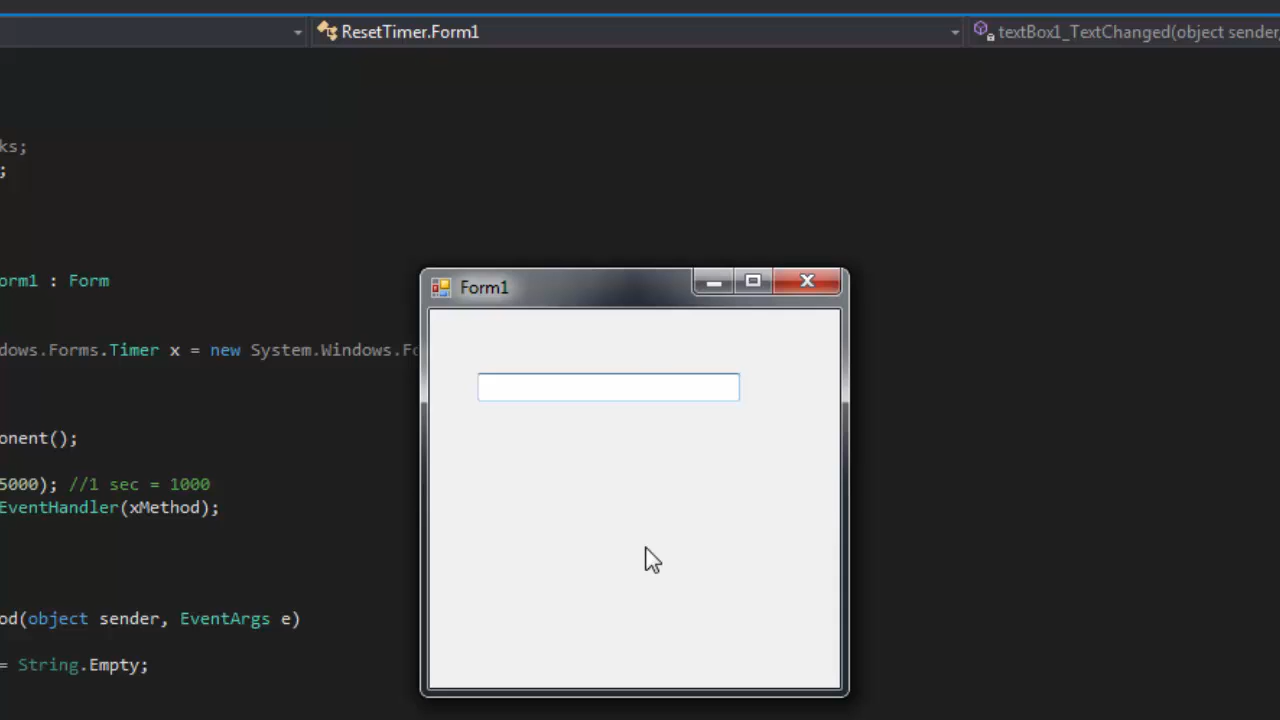 ResetTimer.Form1 textBox1_TextChanged(object sender,
ks;
;
orm1 : Form
Form1
dows.Forms.Timer x = new System.Windows.Fo
onent();
5000); //1 sec = 1000
EventHandler(xMethod);
od(object sender, EventArgs e)
= String.Empty;